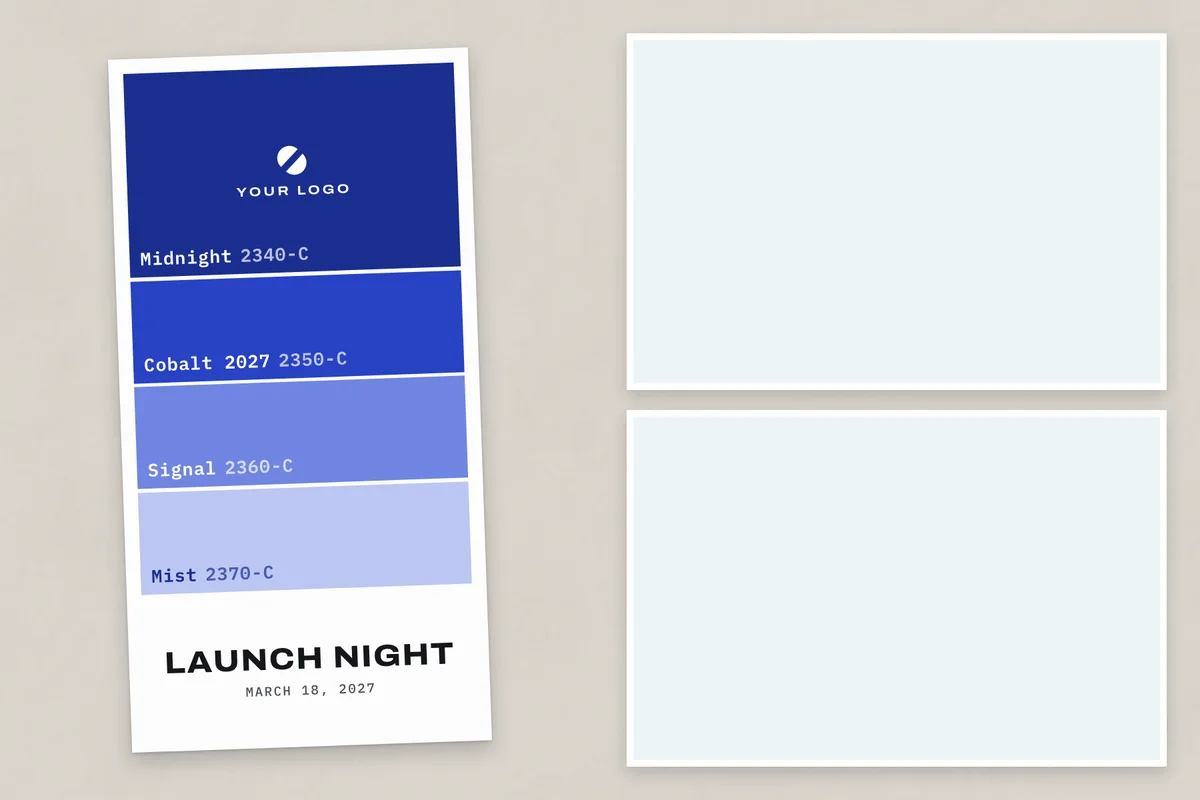 YOUR LOGO
Midnight 2340-C
Cobalt 2027 2350-C
Signal 2360-C
Mist 2370-C
LAUNCH NIGHT
MARCH 18, 2027